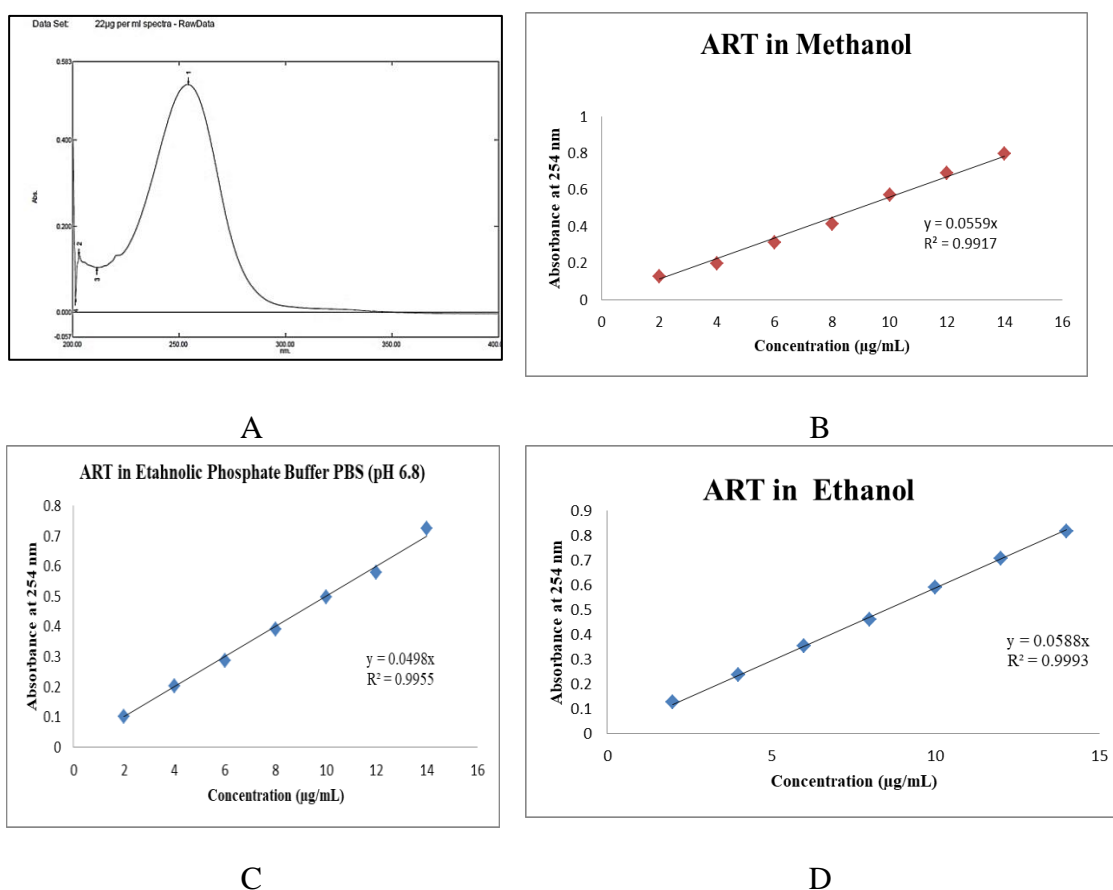 Data Set: 22µg per ml spectra - RawData
0.583
0.400
0.200
0.000
-0.057
Abs.
1
2
3
200.00 250.00 300.00 350.00 400.0
nm.
A
ART in Methanol
Absorbance at 254 nm
1
0.8
0.6
0.4
0.2
0
y = 0.0559x
R² = 0.9917
0 2 4 6 8 10 12 14 16
Concentration (µg/mL)
B
ART in Etahnolic Phosphate Buffer PBS (pH 6.8)
Absorbance at 254 nm
0.8
0.7
0.6
0.5
0.4
0.3
0.2
0.1
0
y = 0.0498x
R² = 0.9955
0 2 4 6 8 10 12 14 16
Concentration (µg/mL)
C
ART in Ethanol
Absorbance at 254 nm
0.9
0.8
0.7
0.6
0.5
0.4
0.3
0.2
0.1
0
y = 0.0588x
R² = 0.9993
0 5 10 15
Concentration (µg/mL)
D